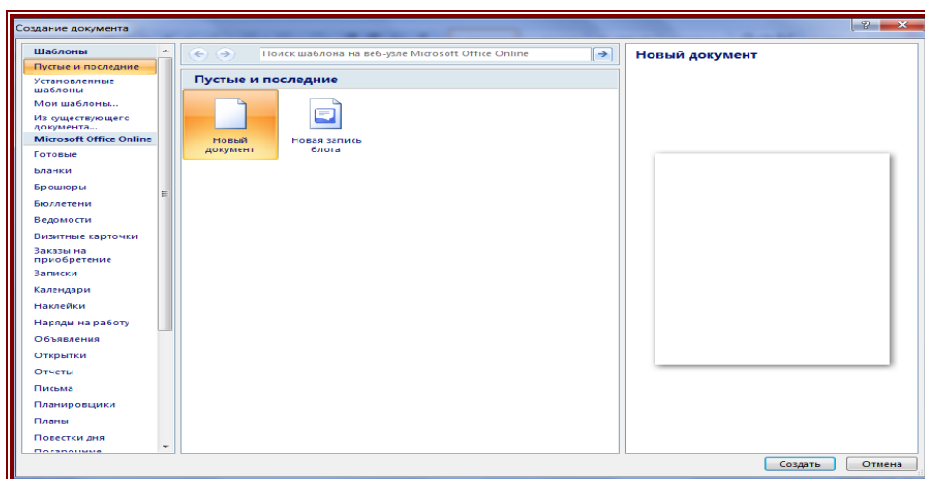 Создание документа
Шаблоны
Пустые и последние
Установленные
шаблоны
Мои шаблоны...
Из существующего
документа...
Microsoft Office Online
Готовые
Бланки
Брошюры
Бюллетени
Ведомости
Визитные карточки
Заказы на
приобретение
Записки
Календари
Наклейки
Наряды на работу
Объявления
Открытки
Отчеты
Письма
Планировщики
Планы
Повестки дня
Поиск шаблона на веб-узле Microsoft Office Online
Пустые и последние
Новый
документ
Новая запись
блога
Новый документ
Создать
Отмена